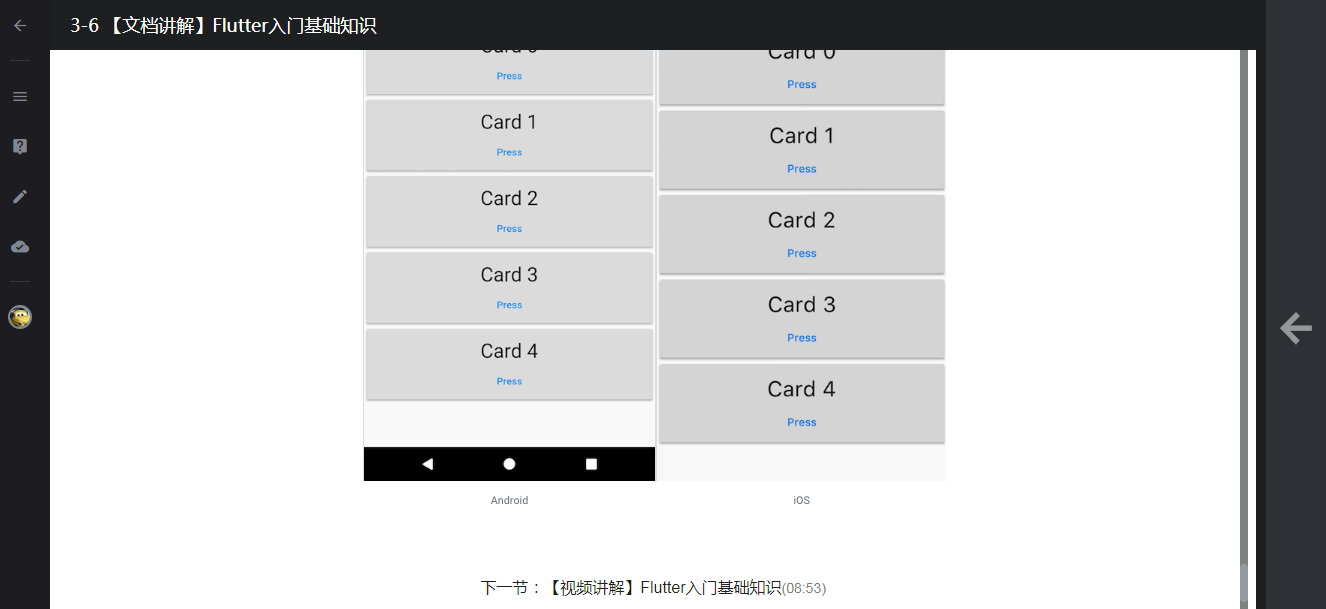 3-6 【文档讲解】Flutter入门基础知识
Card 0
Press
Card 1
Press
Card 2
Press
Card 3
Press
Card 4
Press
Android
Card 0
Press
Card 1
Press
Card 2
Press
Card 3
Press
Card 4
Press
iOS
下一节：【视频讲解】Flutter入门基础知识(08:53)